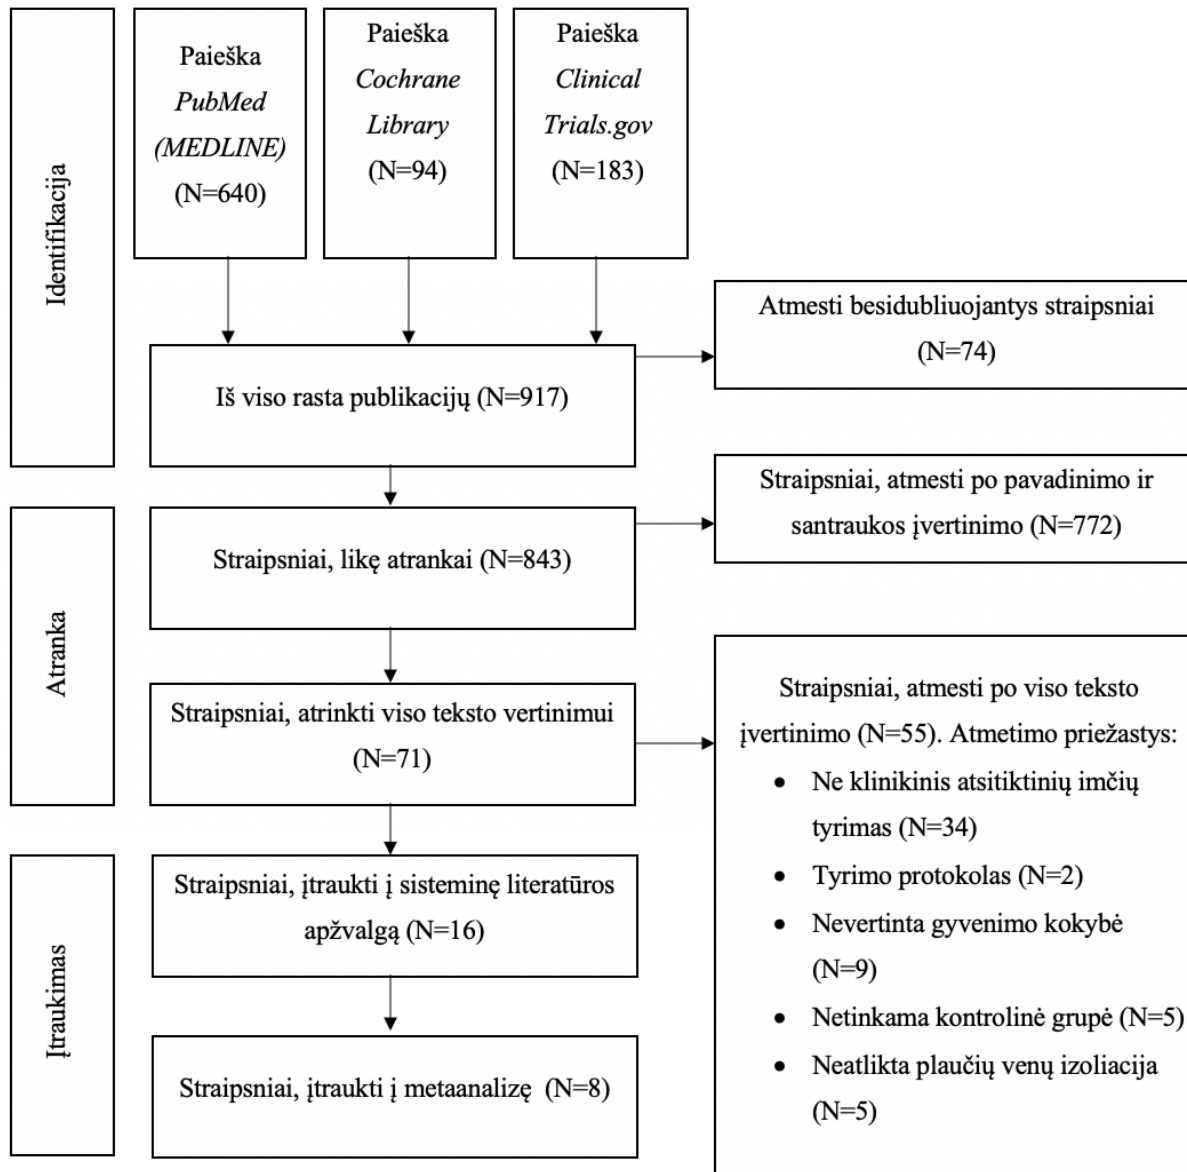 Identifikacija
Paieška
PubMed
(MEDLINE)
(N=640)
Paieška
Cochrane
Library
(N=94)
Paieška
Clinical
Trials.gov
(N=183)
Atmesti besidubliuojantys straipsniai
(N=74)
Iš viso rasta publikacijų (N=917)
Atranka
Straipsniai, atmesti po pavadinimo ir
santraukos įvertinimo (N=772)
Straipsniai, likę atrankai (N=843)
Straipsniai, atrinkti viso teksto vertinimui
(N=71)
Straipsniai, atmesti po viso teksto
įvertinimo (N=55). Atmetimo priežastys:
• Ne klinikinis atsitiktinių imčių
tyrimas (N=34)
• Tyrimo protokolas (N=2)
• Nevertinta gyvenimo kokybė
(N=9)
• Netinkama kontrolinė grupė (N=5)
• Neatlikta plaučių venų izoliacija
(N=5)
Įtraukimas
Straipsniai, įtraukti į sisteminę literatūros
apžvalgą (N=16)
Straipsniai, įtraukti į metaanalizę (N=8)